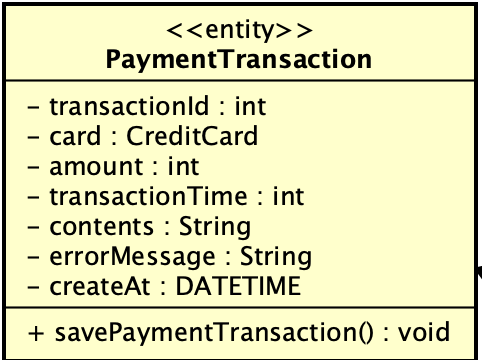 <<entity>>
PaymentTransaction
– transactionId : int
– card : CreditCard
– amount : int
– transactionTime : int
– contents : String
– errorMessage : String
– createAt : DATETIME
+ savePaymentTransaction() : void